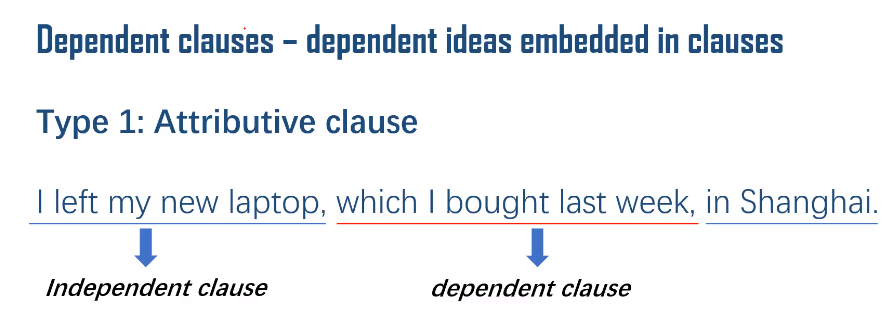 Dependent clauses – dependent ideas embedded in clauses
Type 1: Attributive clause
I left my new laptop, which I bought last week, in Shanghai.
Independent clause dependent clause